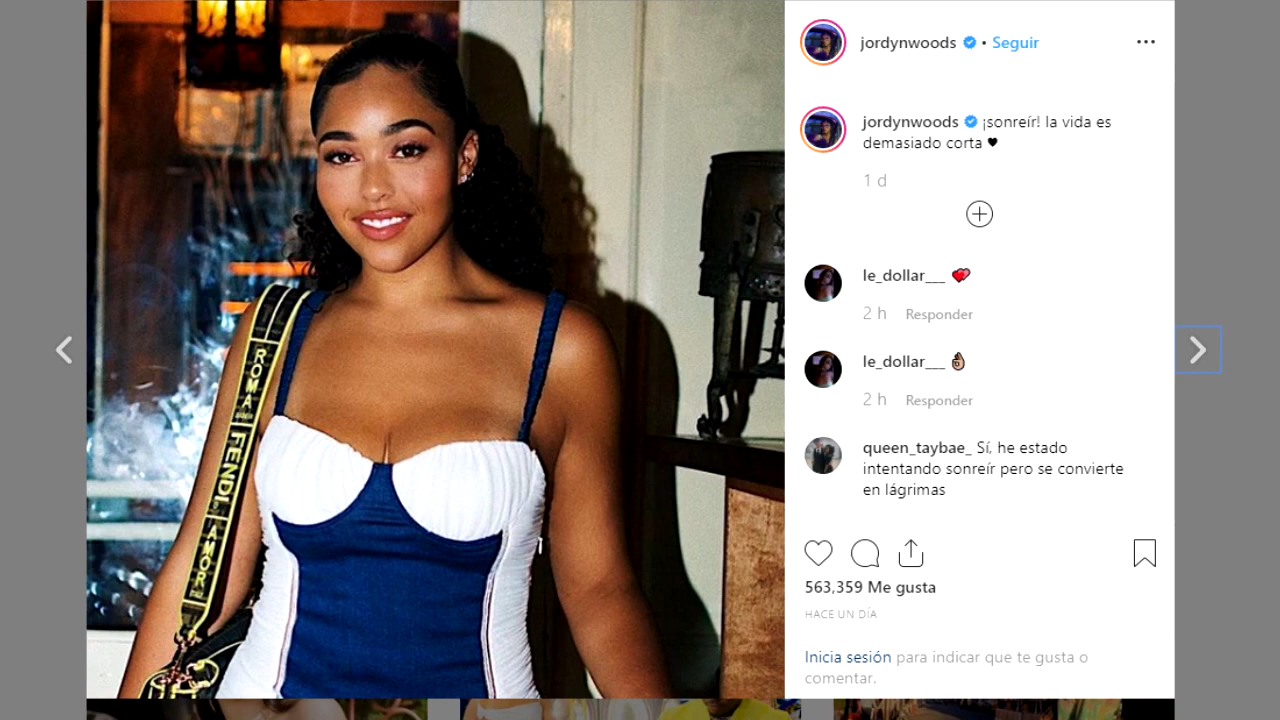 jordynwoods • Seguir
jordynwoods ¡sonreír! la vida es
demasiado corta ♥
1 d
le_dollar___ 💕
2 h Responder
le_dollar___ 👌🏽
2 h Responder
queen_taybae_ Sí, he estado
intentando sonreír pero se convierte
en lágrimas
563,359 Me gusta
HACE UN DÍA
Inicia sesión para indicar que te gusta o
comentar.
ROMA
FENDI
AMOR